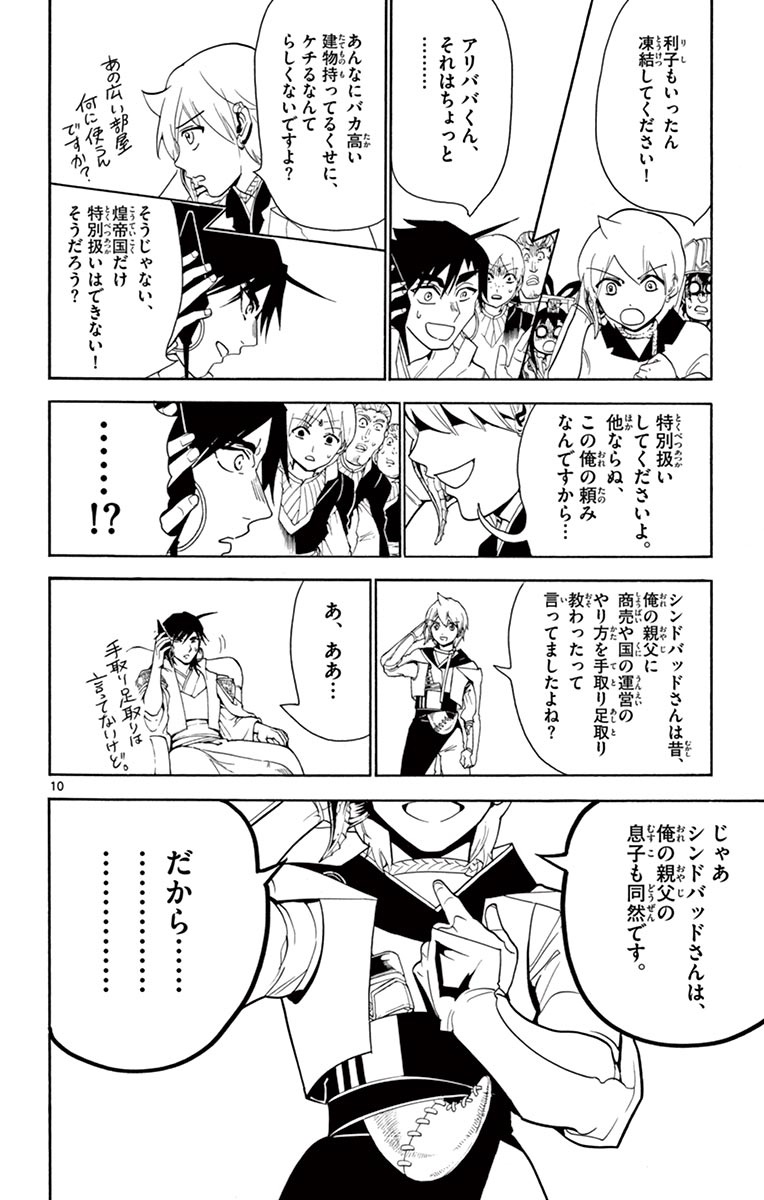 利子もいったん
凍結してください！
アリババくん、
それはちょっと
………
あんなにバカ高い
建物持ってるくせに、
ケチるなんて
らしくないですよ？
あの広い部屋
何に使うん
ですか？
そうじゃない、
煌帝国だけ
特別扱いはできない！
そうだろう？
特別扱い
してくださいよ。
他ならぬ、
この俺の頼み
なんですから…
……!?
シンドバッドさんは昔、
俺の親父に
商売や国の運営の
やり方を手取り足取り
教わったって
言ってましたよね？
あ、ああ…
手取り足取りは
言ってないけど。
10
じゃあ
シンドバッドさんは、
俺の親父の
息子も同然です。
だから……
…………
…………